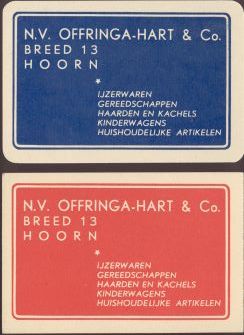 N.V. OFFRINGA-HART & Co.
BREED 13
HOORN
*
IJZERWAREN
GEREEDSCHAPPEN
HAARDEN EN KACHELS
KINDERWAGENS
HUISHOUDELIJKE ARTIKELEN
N.V. OFFRINGA-HART & Co.
BREED 13
HOORN
*
IJZERWAREN
GEREEDSCHAPPEN
HAARDEN EN KACHELS
KINDERWAGENS
HUISHOUDELIJKE ARTIKELEN